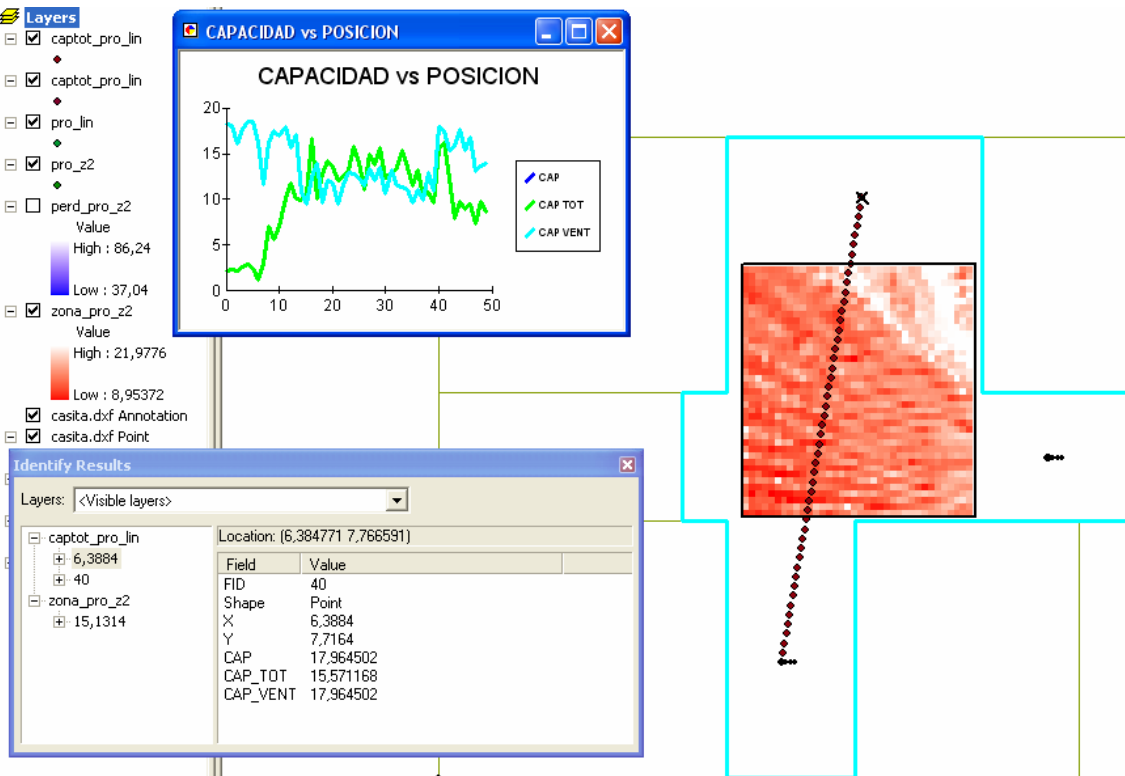 Layers
captot_pro_lin
captot_pro_lin
pro_lin
pro_z2
perd_pro_z2
Value
High : 86,24
Low : 37,04
zona_pro_z2
Value
High : 21,9776
Low : 8,95372
casita.dxf Annotation
casita.dxf Point
CAPACIDAD vs POSICION
CAPACIDAD vs POSICION
20
15
10
5
0
0 10 20 30 40 50
CAP
CAP TOT
CAP VENT
Identify Results
Layers: <Visible layers>
captot_pro_lin
6,3884
40
zona_pro_z2
15,1314
Location: (6,384771 7,766591)
Field Value
FID 40
Shape Point
X 6,3884
Y 7,7164
CAP 17,964502
CAP_TOT 15,571168
CAP_VENT 17,964502